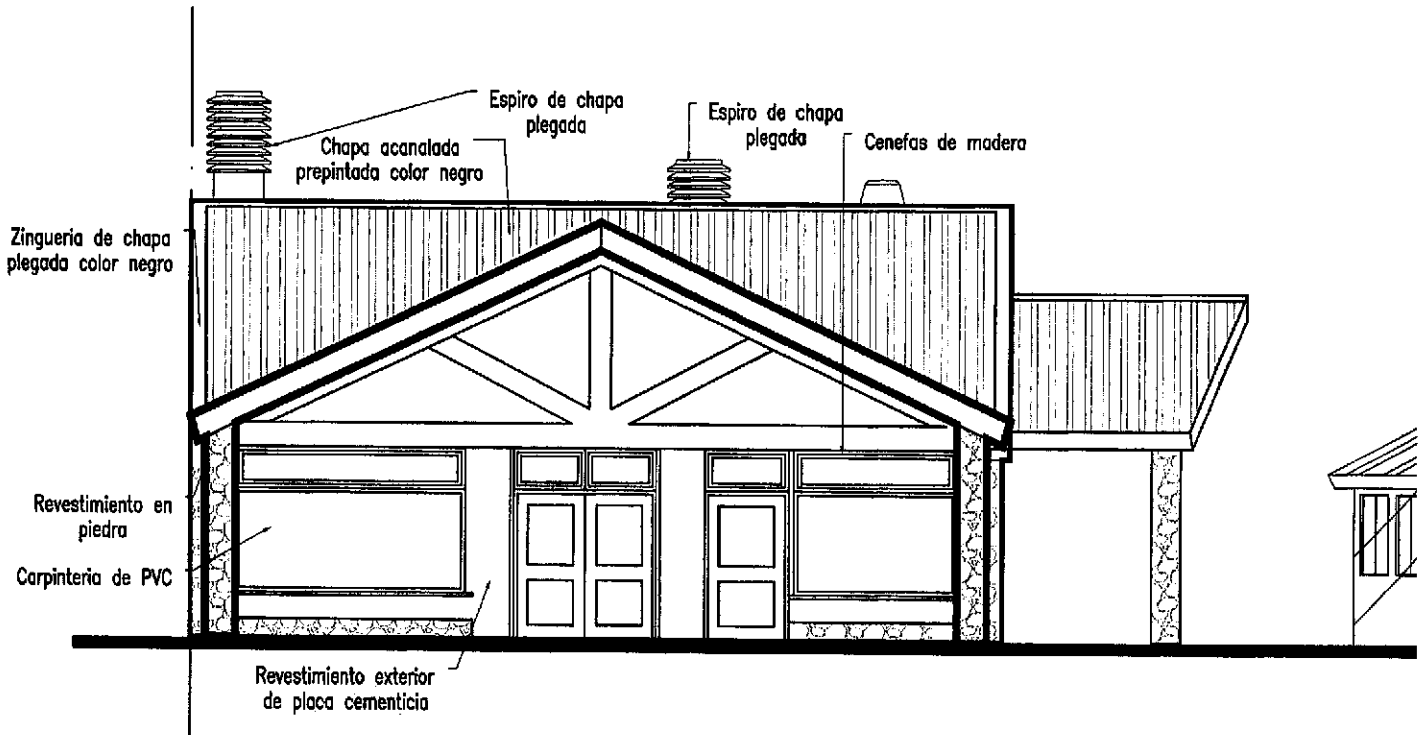 Espiro de chapa
plegada
Chapa acanalada
prepintada color negro
Espiro de chapa
plegada
Cenefas de madera
Zingueria de chapa
plegada color negro
Revestimiento en
piedra
Carpinteria de PVC
Revestimiento exterior
de placa cementicia